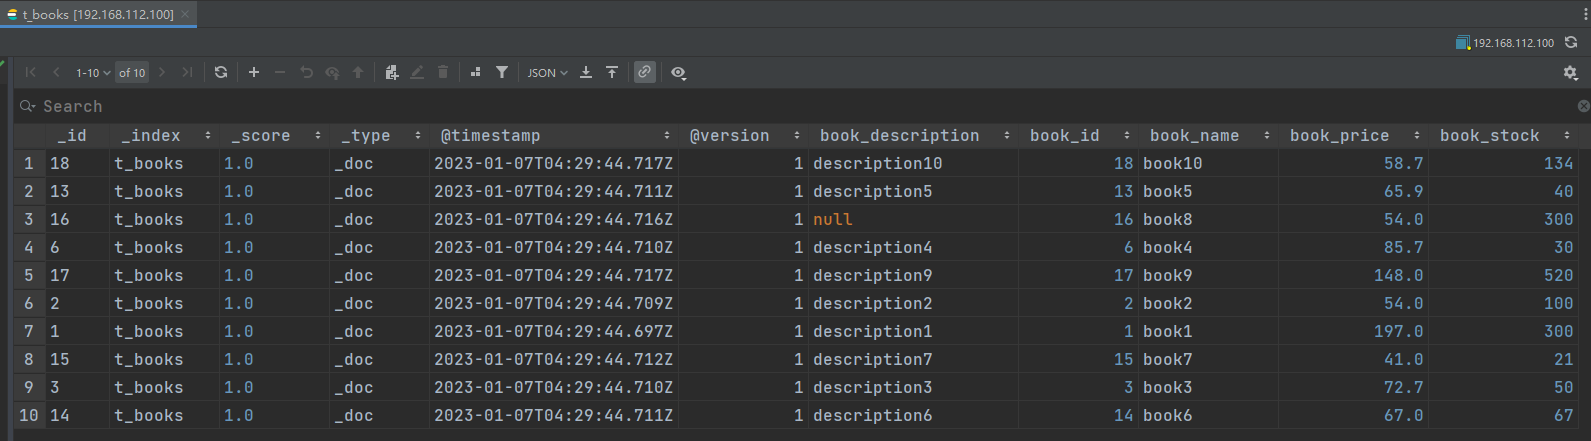 t_books [192.168.112.100]
192.168.112.100
1-10 of 10 JSON
Search
_id _index _score _type @timestamp @version book_description book_id book_name book_price book_stock
1 18 t_books 1.0 _doc 2023-01-07T04:29:44.717Z 1 description10 18 book10 58.7 134
2 13 t_books 1.0 _doc 2023-01-07T04:29:44.711Z 1 description5 13 book5 65.9 40
3 16 t_books 1.0 _doc 2023-01-07T04:29:44.716Z 1 null 16 book8 54.0 300
4 6 t_books 1.0 _doc 2023-01-07T04:29:44.710Z 1 description4 6 book4 85.7 30
5 17 t_books 1.0 _doc 2023-01-07T04:29:44.717Z 1 description9 17 book9 148.0 520
6 2 t_books 1.0 _doc 2023-01-07T04:29:44.709Z 1 description2 2 book2 54.0 100
7 1 t_books 1.0 _doc 2023-01-07T04:29:44.697Z 1 description1 1 book1 197.0 300
8 15 t_books 1.0 _doc 2023-01-07T04:29:44.712Z 1 description7 15 book7 41.0 21
9 3 t_books 1.0 _doc 2023-01-07T04:29:44.710Z 1 description3 3 book3 72.7 50
10 14 t_books 1.0 _doc 2023-01-07T04:29:44.711Z 1 description6 14 book6 67.0 67